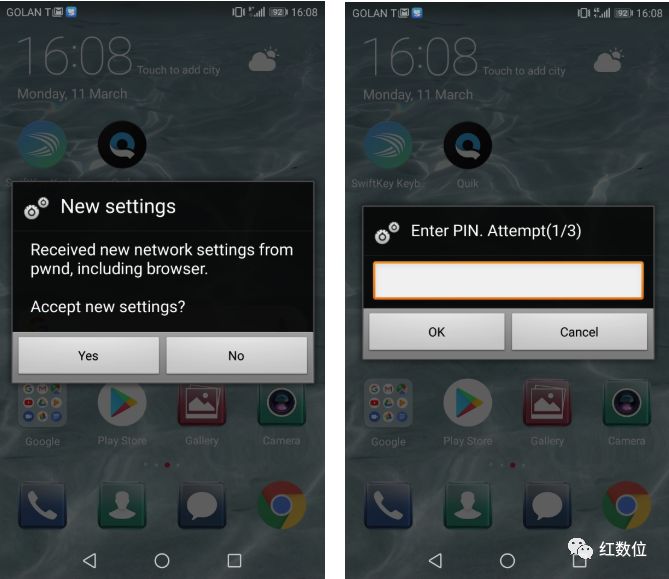 GOLAN T
92
16:08
16:08
Touch to add city
Monday, 11 March
New settings
Received new network settings from
pwnd, including browser.
Accept new settings?
Yes
No
Google
Play Store
Gallery
Camera
GOLAN T
92
16:08
16:08
Touch to add city
Monday, 11 March
SwiftKey Keyb..
Quik
Enter PIN. Attempt(1/3)
OK
Cancel
Google
Play Store
Gallery
Camera
红数位